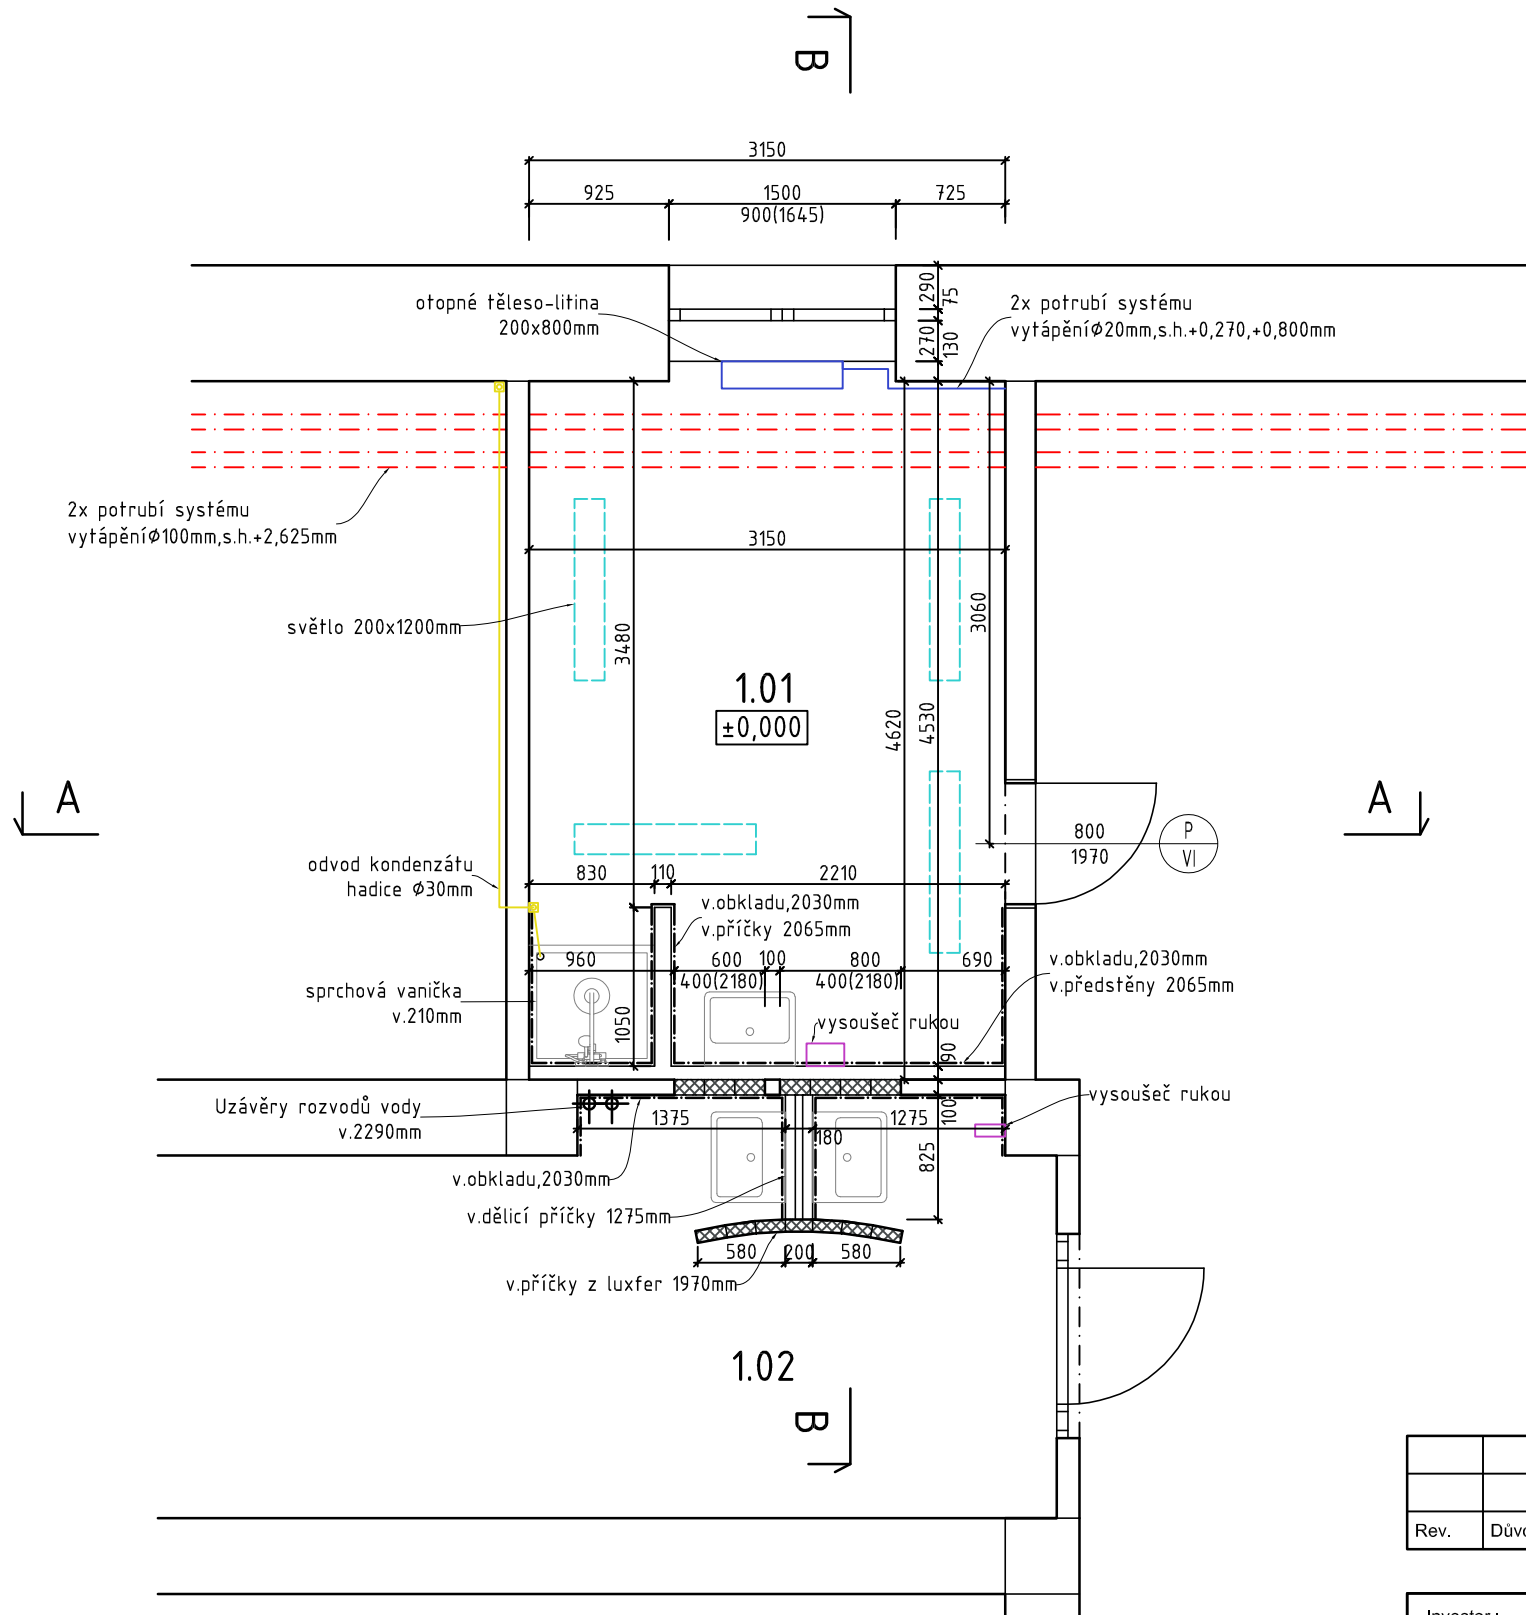 B
3150
925
1500
725
900(1645)
290
75
270
130
otopné těleso-litina
200x800mm
2x potrubí systému
vytápění⌀20mm,s.h.+0,270,+0,800mm
2x potrubí systému
vytápění⌀100mm,s.h.+2,625mm
3150
3060
světlo 200x1200mm
3480
1.01
±0,000
4620
4530
A
A
800
1970
P
VI
odvod kondenzátu
hadice ⌀30mm
830
110
2210
v.obkladu,2030mm
v.příčky 2065mm
960
600
100
800
690
400(2180)
400(2180)
v.obkladu,2030mm
v.předstěny 2065mm
sprchová vanička
v.210mm
1050
vysoušeč rukou
90
Uzávěry rozvodů vody
v.2290mm
1375
1275
180
100
825
vysoušeč rukou
v.obkladu,2030mm
v.dělicí příčky 1275mm
580
200
580
v.příčky z luxfer 1970mm
1.02
B
Rev.
Důvo
Investor: